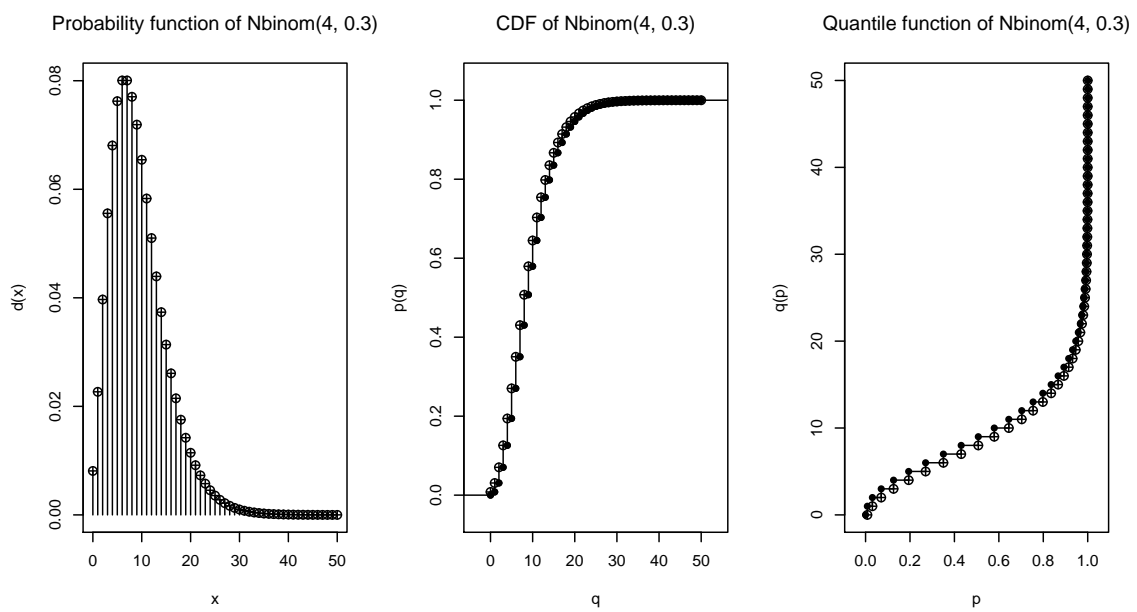 Probability function of Nbinom(4, 0.3)
d(x)
0.08
0.06
0.04
0.02
0.00
0 10 20 30 40 50
x
CDF of Nbinom(4, 0.3)
p(q)
1.0
0.8
0.6
0.4
0.2
0.0
0 10 20 30 40 50
q
Quantile function of Nbinom(4, 0.3)
q(p)
50
40
30
20
10
0
0.0 0.2 0.4 0.6 0.8 1.0
p